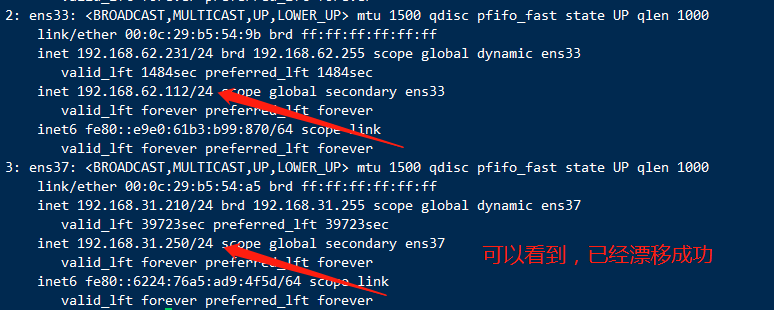 2: ens33: <BROADCAST,MULTICAST,UP,LOWER_UP> mtu 1500 qdisc pfifo_fast state UP qlen 1000
link/ether 00:0c:29:b5:54:9b brd ff:ff:ff:ff:ff:ff
inet 192.168.62.231/24 brd 192.168.62.255 scope global dynamic ens33
valid_lft 1484sec preferred_lft 1484sec
inet 192.168.62.112/24 scope global secondary ens33
valid_lft forever preferred_lft forever
inet6 fe80::e9e0:61b3:b99:870/64 scope link
valid_lft forever preferred_lft forever
3: ens37: <BROADCAST,MULTICAST,UP,LOWER_UP> mtu 1500 qdisc pfifo_fast state UP qlen 1000
link/ether 00:0c:29:b5:54:a5 brd ff:ff:ff:ff:ff:ff
inet 192.168.31.210/24 brd 192.168.31.255 scope global dynamic ens37
valid_lft 39723sec preferred_lft 39723sec
inet 192.168.31.250/24 scope global secondary ens37
valid_lft forever preferred_lft forever
可以看到，已经漂移成功
inet6 fe80::6224:76a5:ad9:4f5d/64 scope link
valid_lft forever preferred_lft forever